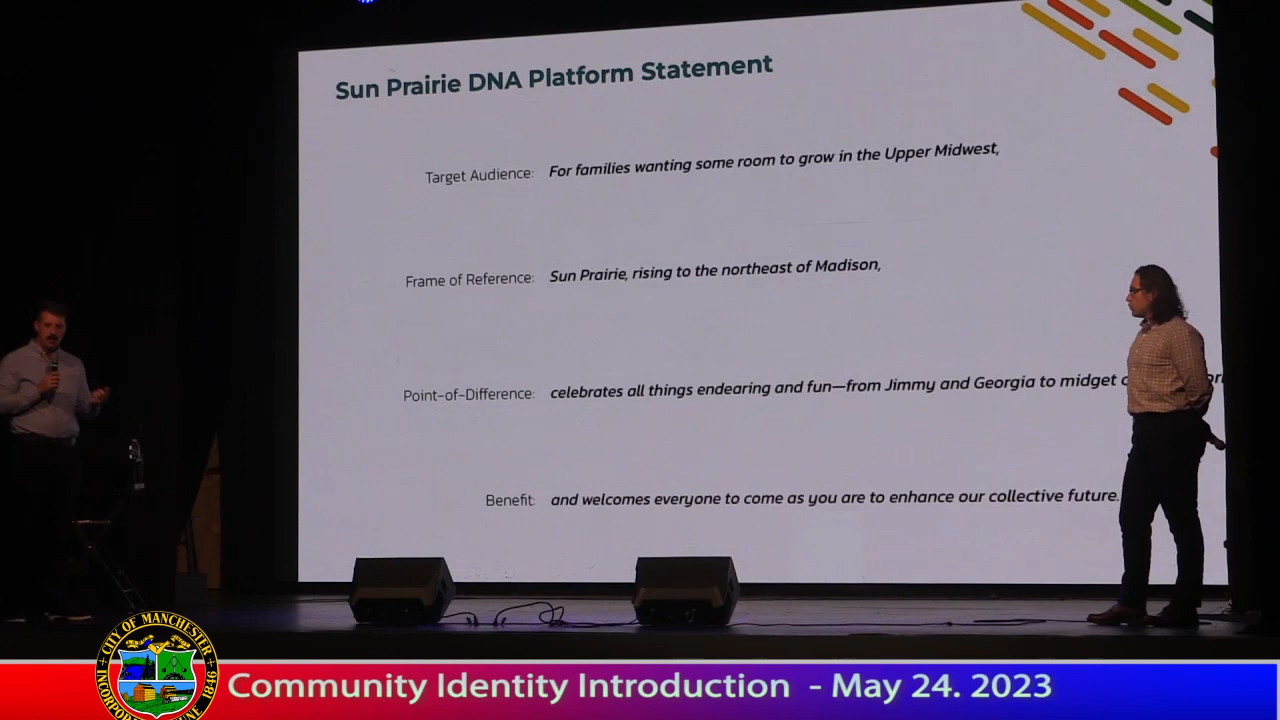 Sun Prairie DNA Platform Statement
Target Audience: For families wanting some room to grow in the Upper Midwest,
Frame of Reference: Sun Prairie, rising to the northeast of Madison,
Point-of-Difference: celebrates all things endearing and fun—from Jimmy and Georgia to midget
Benefit: and welcomes everyone to come as you are to enhance our collective future.
CITY OF MANCHESTER
1846
Community Identity Introduction - May 24. 2023